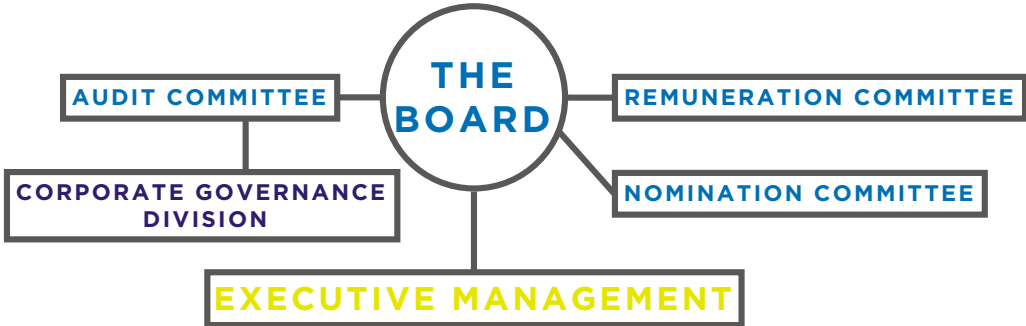 THE
BOARD
AUDIT COMMITTEE
REMUNERATION COMMITTEE
CORPORATE GOVERNANCE
DIVISION
NOMINATION COMMITTEE
EXECUTIVE MANAGEMENT